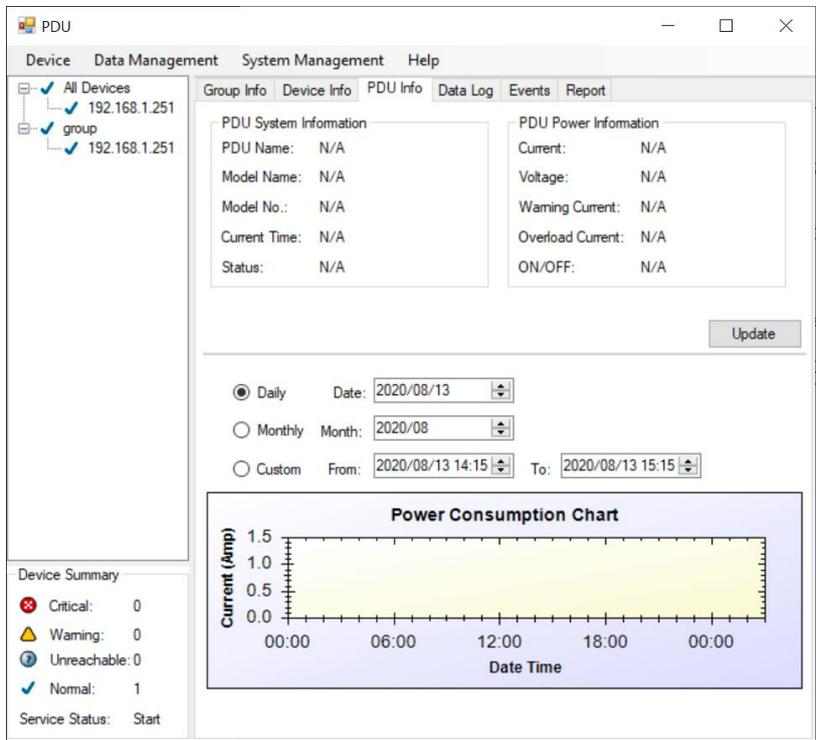 PDU
Device Data Management System Management Help
All Devices
192.168.1.251
group
192.168.1.251
Group Info Device Info PDU Info Data Log Events Report
PDU System Information
PDU Name: N/A
Model Name: N/A
Model No.: N/A
Current Time: N/A
Status: N/A
PDU Power Information
Current: N/A
Voltage: N/A
Warning Current: N/A
Overload Current: N/A
ON/OFF: N/A
Update
Daily Date: 2020/08/13
Monthly Month: 2020/08
Custom From: 2020/08/13 14:15 To: 2020/08/13 15:15
Power Consumption Chart
Current (Amp)
1.5
1.0
0.5
0.0
00:00 06:00 12:00 18:00 00:00
Date Time
Device Summary
Critical: 0
Warning: 0
Unreachable: 0
Normal: 1
Service Status: Start